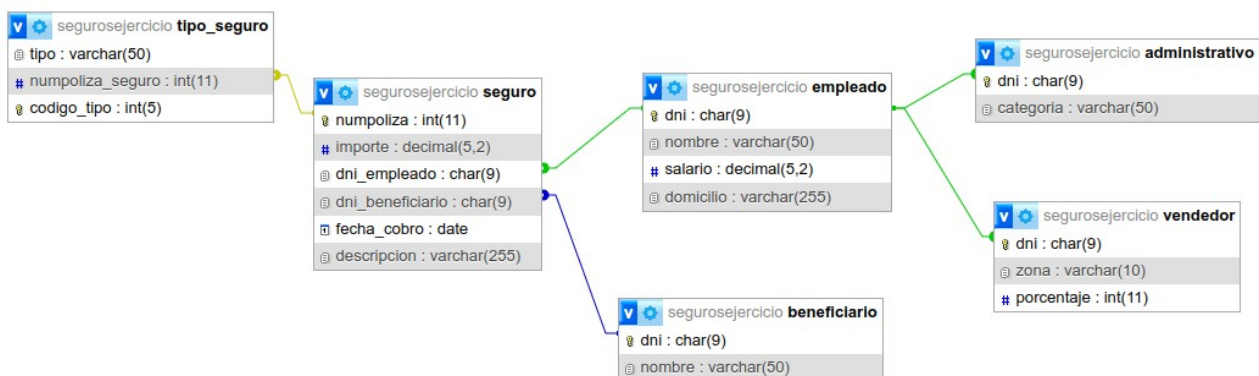 segurosejercicio tipo_seguro
tipo : varchar(50)
# numpoliza_seguro : int(11)
codigo_tipo : int(5)
segurosejercicio seguro
numpoliza : int(11)
# importe : decimal(5,2)
dni_empleado : char(9)
dni_beneficiario : char(9)
fecha_cobro : date
descripcion : varchar(255)
segurosejercicio empleado
dni : char(9)
nombre : varchar(50)
# salario : decimal(5,2)
domicilio : varchar(255)
segurosejercicio beneficiario
dni : char(9)
nombre : varchar(50)
segurosejercicio administrativo
dni : char(9)
categoria : varchar(50)
segurosejercicio vendedor
dni : char(9)
zona : varchar(10)
# porcentaje : int(11)